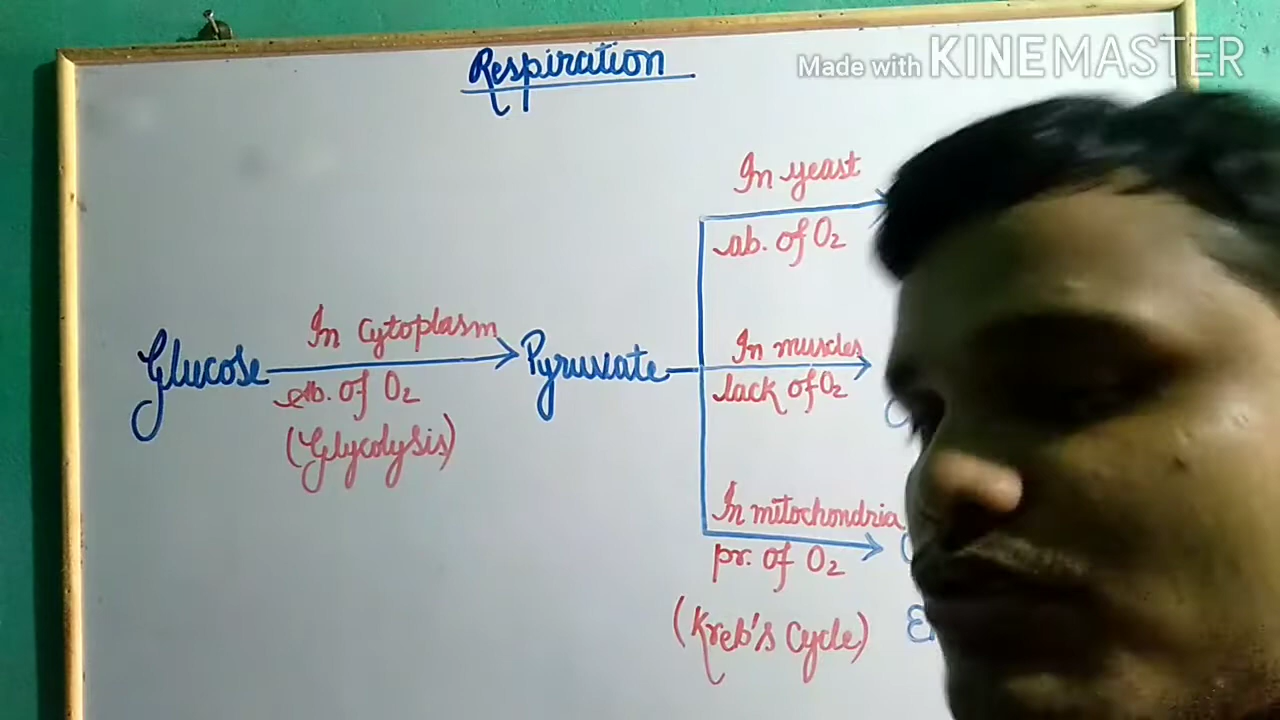 Respiration
Made with KINEMASTER
In yeast
ab. of O2
In cytoplasm
Glucose
Pyruvate
ab. of O2
(Glycolysis)
In muscles
lack of O2
In mitochondria
pr. of O2
(Kreb's Cycle)